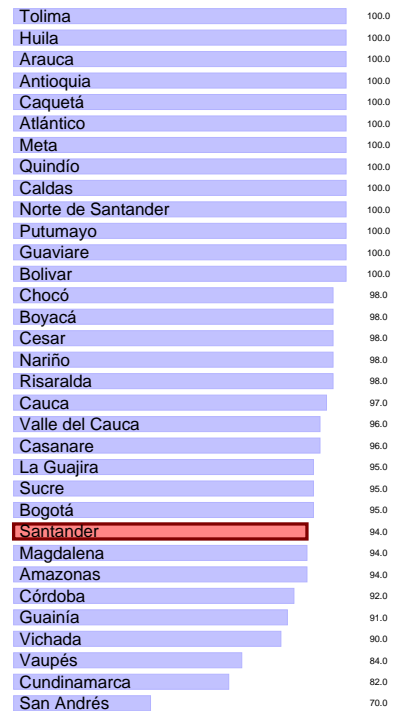 Tolima 100.0
Huila 100.0
Arauca 100.0
Antioquia 100.0
Caquetá 100.0
Atlántico 100.0
Meta 100.0
Quindío 100.0
Caldas 100.0
Norte de Santander 100.0
Putumayo 100.0
Guaviare 100.0
Bolivar 100.0
Chocó 98.0
Boyacá 98.0
Cesar 98.0
Nariño 98.0
Risaralda 98.0
Cauca 97.0
Valle del Cauca 96.0
Casanare 96.0
La Guajira 95.0
Sucre 95.0
Bogotá 95.0
Santander 94.0
Magdalena 94.0
Amazonas 94.0
Córdoba 92.0
Guainía 91.0
Vichada 90.0
Vaupés 84.0
Cundinamarca 82.0
San Andrés 70.0